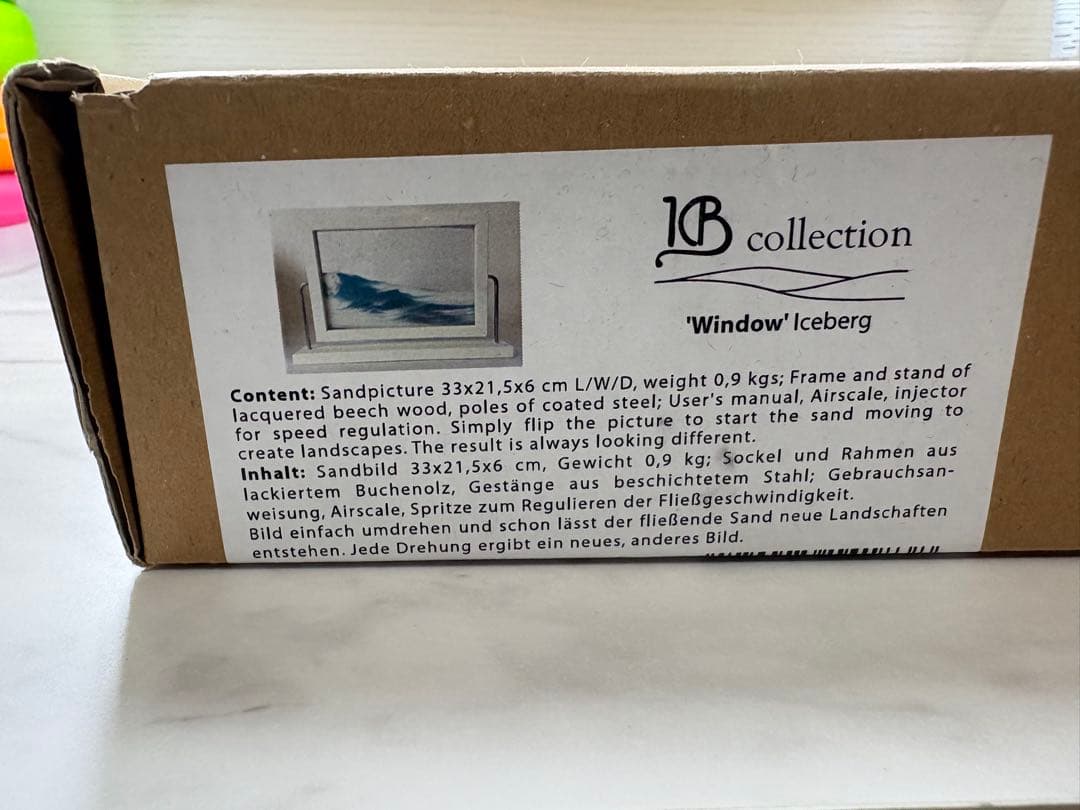 KB collection
'Window' Iceberg
Content: Sandpicture 33x21,5x6 cm L/W/D, weight 0,9 kgs; Frame and stand of
lacquered beech wood, poles of coated steel; User's manual, Airscale, injector
for speed regulation. Simply flip the picture to start the sand moving to
create landscapes. The result is always looking different.
Inhalt: Sandbild 33x21,5x6 cm, Gewicht 0,9 kg; Sockel und Rahmen aus
lackiertem Buchenolz, Gestänge aus beschichtetem Stahl; Gebrauchsan-
weisung, Airscale, Spritze zum Regulieren der Fließgeschwindigkeit.
Bild einfach umdrehen und schon lässt der fließende Sand neue Landschaften
entstehen. Jede Drehung ergibt ein neues, anderes Bild.